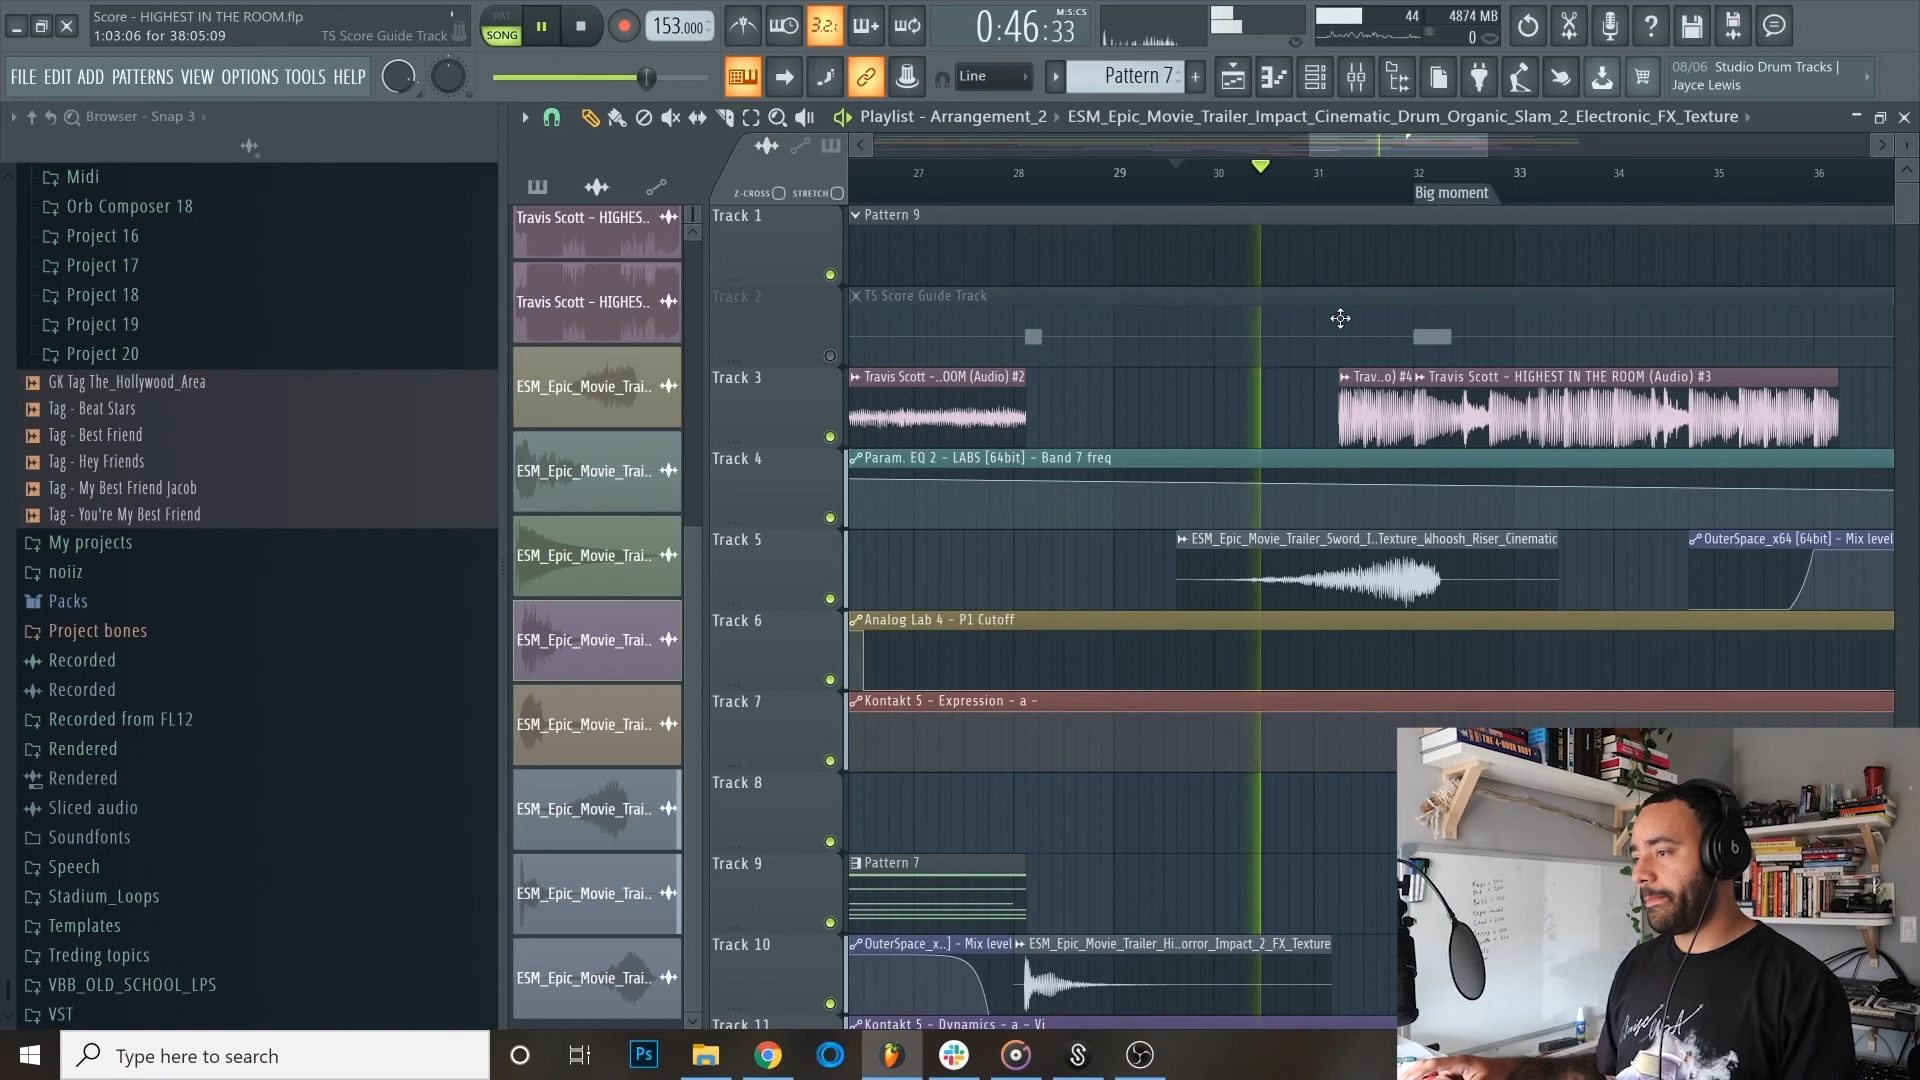 Score - HIGHEST IN THE ROOM.flp
1:03:06 for 38:05:09
TS Score Guide Track
PAT
SONG
153.000
3.2.
0:46:33
M:S:CS
44
4874 MB
0
FILE EDIT ADD PATTERNS VIEW OPTIONS TOOLS HELP
Line
Pattern 7
08/06 Studio Drum Tracks |
Jayce Lewis
Browser - Snap 3
Playlist - Arrangement_2
ESM_Epic_Movie_Trailer_Impact_Cinematic_Drum_Organic_Slam_2_Electronic_FX_Texture
Z-CROSS
STRETCH
27
28
29
30
31
32
33
34
35
36
Big moment
Midi
Orb Composer 18
Project 16
Project 17
Project 18
Project 19
Project 20
GK Tag The_Hollywood_Area
Tag - Beat Stars
Tag - Best Friend
Tag - Hey Friends
Tag - My Best Friend Jacob
Tag - You're My Best Friend
My projects
noiiz
Packs
Project bones
Recorded
Recorded
Recorded from FL12
Rendered
Rendered
Sliced audio
Soundfonts
Speech
Stadium_Loops
Templates
Treding topics
VBB_OLD_SCHOOL_LPS
VST
Travis Scott - HIGHES..
Travis Scott - HIGHES..
ESM_Epic_Movie_Trai..
ESM_Epic_Movie_Trai..
ESM_Epic_Movie_Trai..
ESM_Epic_Movie_Trai..
ESM_Epic_Movie_Trai..
ESM_Epic_Movie_Trai..
ESM_Epic_Movie_Trai..
ESM_Epic_Movie_Trai..
Track 1
Pattern 9
Track 2
TS Score Guide Track
Track 3
Travis Scott -..OOM (Audio) #2
Trav..o) #4
Travis Scott - HIGHEST IN THE ROOM (Audio) #3
Track 4
Param. EQ 2 - LABS [64bit] - Band 7 freq
Track 5
ESM_Epic_Movie_Trailer_Sword_I..Texture_Whoosh_Riser_Cinematic
OuterSpace_x64 [64bit] - Mix level
Track 6
Analog Lab 4 - P1 Cutoff
Track 7
Kontakt 5 - Expression - a -
Track 8
Track 9
Pattern 7
Track 10
OuterSpace_x..] - Mix level
ESM_Epic_Movie_Trailer_Hi..orror_Impact_2_FX_Texture
Track 11
Kontakt 5 - Dynamics - a - Vi
Type here to search
Ps